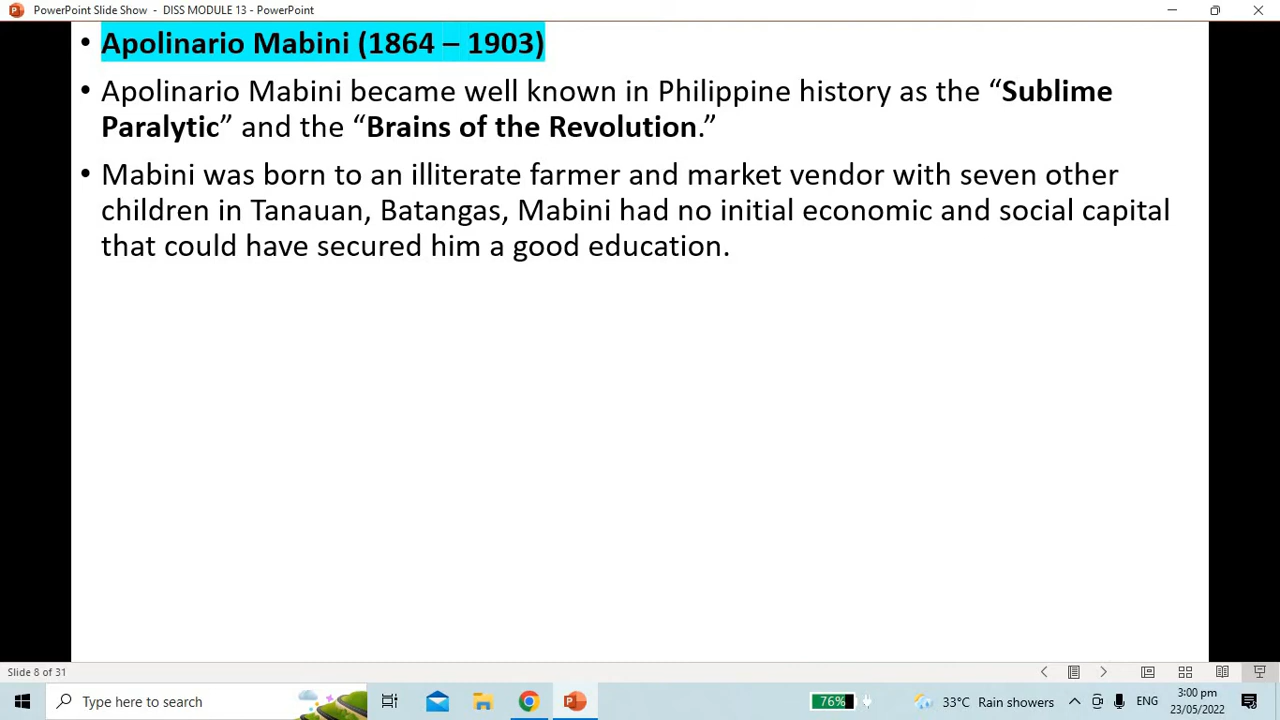 PowerPoint Slide Show - DISS MODULE 13 - PowerPoint
• Apolinario Mabini (1864 – 1903)
• Apolinario Mabini became well known in Philippine history as the “Sublime
Paralytic” and the “Brains of the Revolution.”
• Mabini was born to an illiterate farmer and market vendor with seven other
children in Tanauan, Batangas, Mabini had no initial economic and social capital
that could have secured him a good education.
Slide 8 of 31
Type here to search
76%
33°C Rain showers
ENG
3:00 pm
23/05/2022